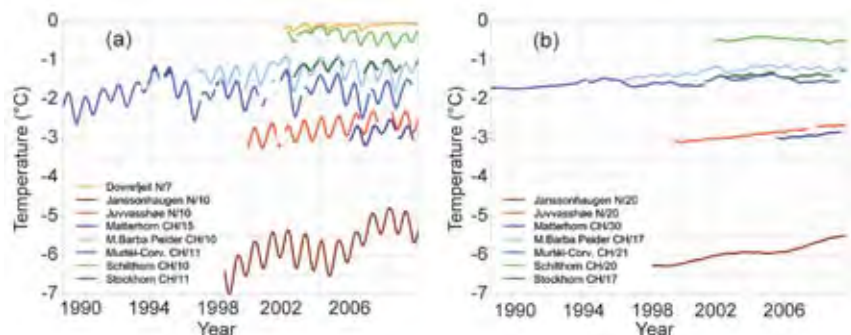 (a)
Temperature (°C)
0
-1
-2
-3
-4
-5
-6
-7
Dovrefjell N/7
Janssonhaugen N/10
Juvvasshøe N/10
Matterhorn CH/15
M.Barba Peider CH/10
Murtèl-Corv. CH/11
Schilthorn CH/10
Stockhorn CH/11
1990 1994 1998 2002 2006
Year
(b)
Temperature (°C)
0
-1
-2
-3
-4
-5
-6
-7
Janssonhaugen N/20
Juvvasshøe N/20
Matterhorn CH/30
M.Barba Peider CH/17
Murtèl-Corv. CH/21
Schilthorn CH/20
Stockhorn CH/17
1990 1994 1998 2002 2006
Year